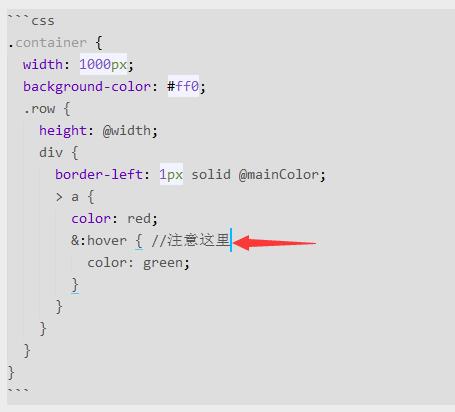 ```css
.container {
  width: 1000px;
  background-color: #ff0;
  .row {
    height: @width;
    div {
      border-left: 1px solid @mainColor;
      > a {
        color: red;
        &:hover { //注意这里
          color: green;
        }
      }
    }
  }
}
```